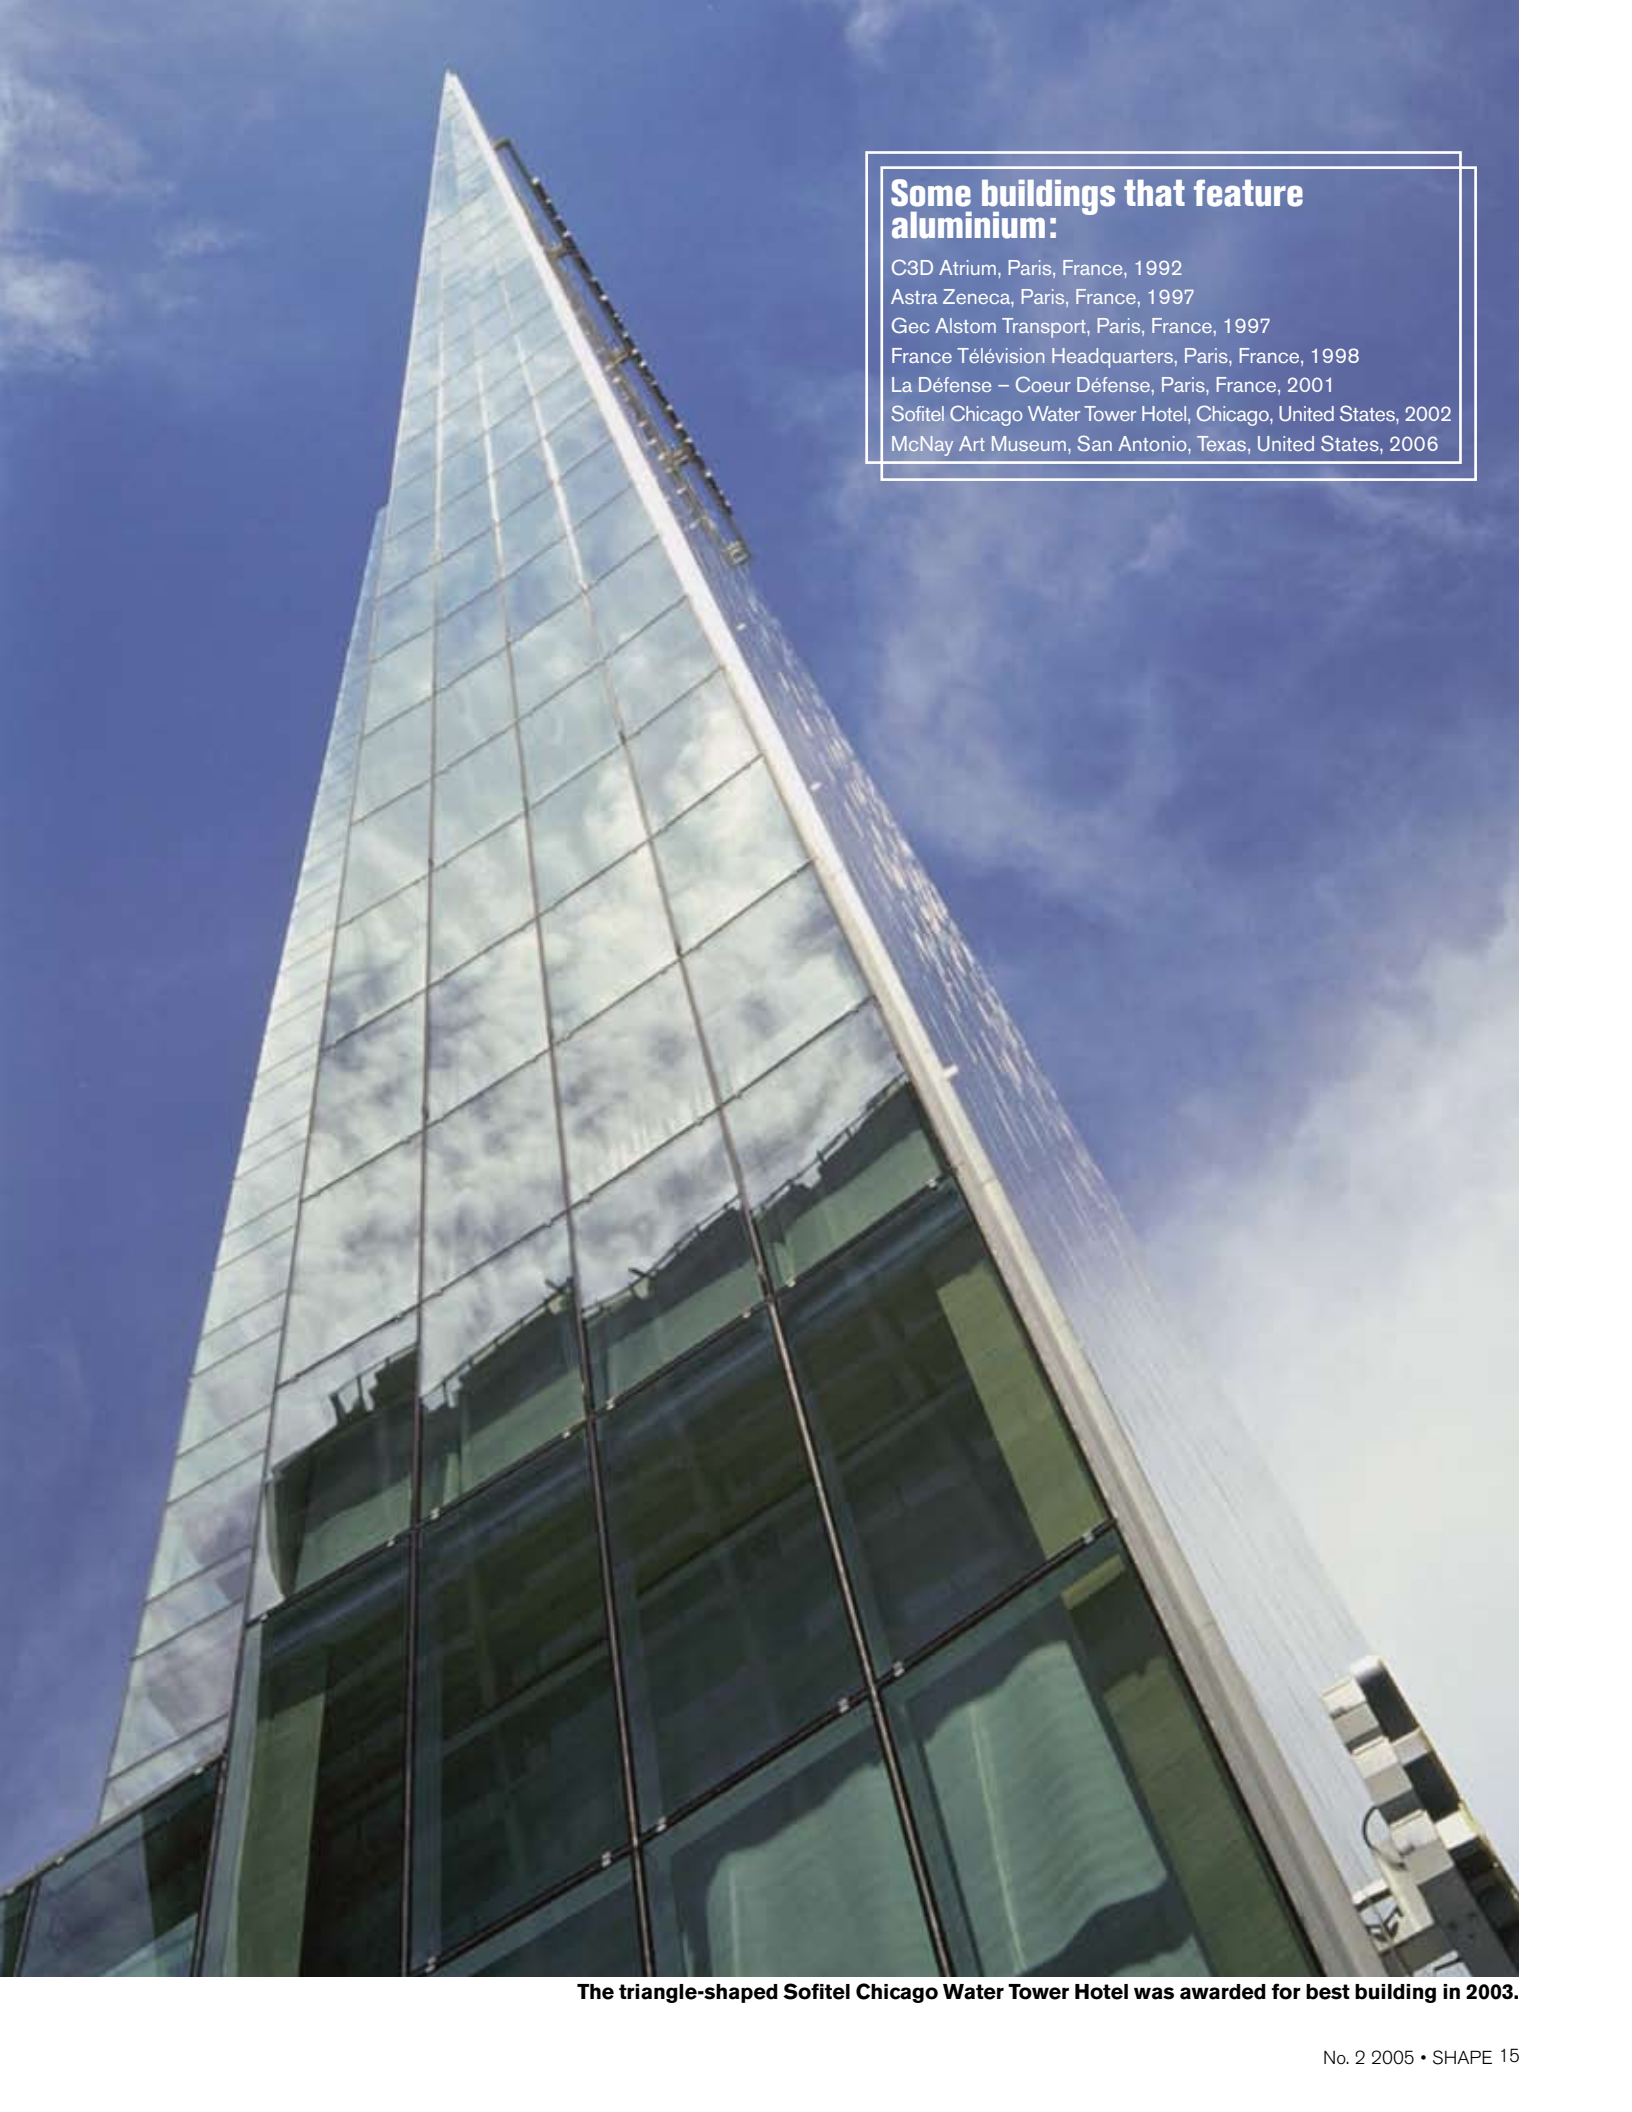 Some buildings that feature
aluminium:
C3D Atrium, Paris, France, 1992
Astra Zeneca, Paris, France, 1997
Gec Alstom Transport, Paris, France, 1997
France Télévision Headquarters, Paris, France, 1998
La Défense – Coeur Défense, Paris, France, 2001
Sofitel Chicago Water Tower Hotel, Chicago, United States, 2002
McNay Art Museum, San Antonio, Texas, United States, 2006
The triangle-shaped Sofitel Chicago Water Tower Hotel was awarded for best building in 2003.
No. 2 2005 • SHAPE 15